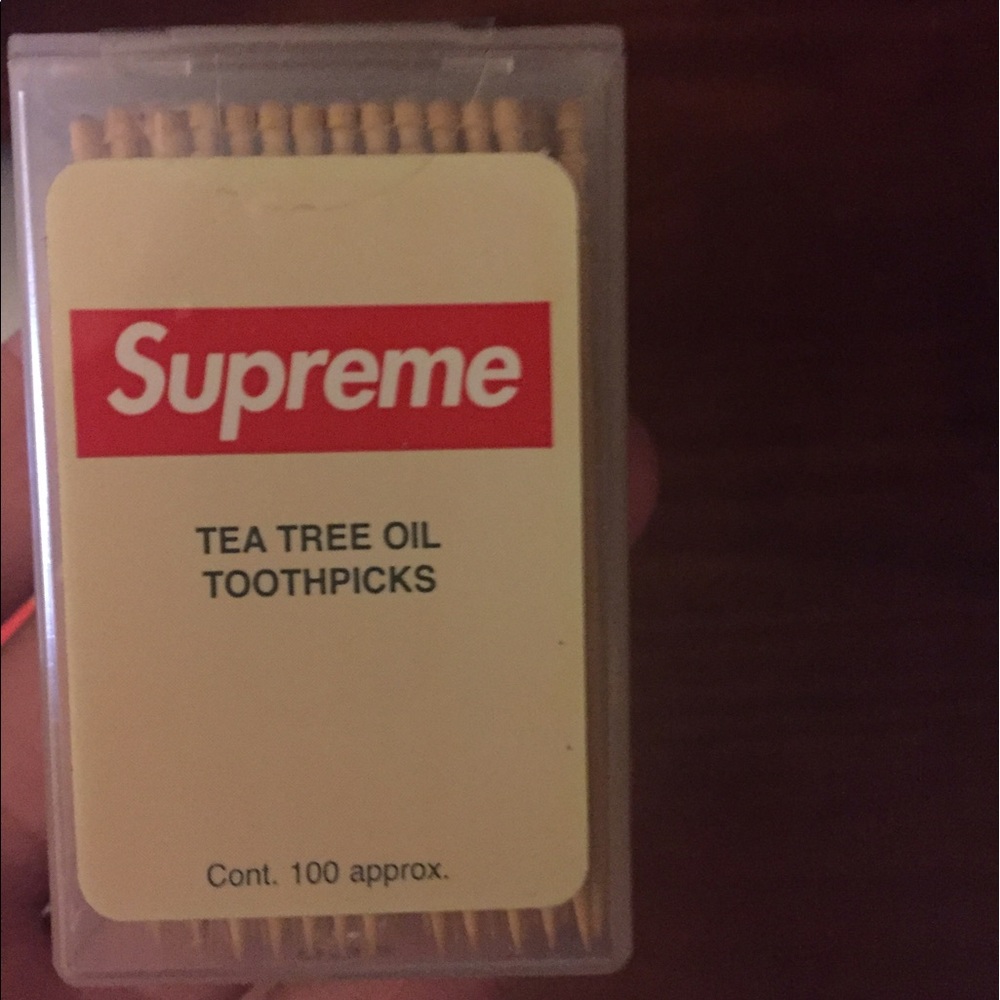 Supreme
TEA TREE OIL
TOOTHPICKS
Cont. 100 approx.